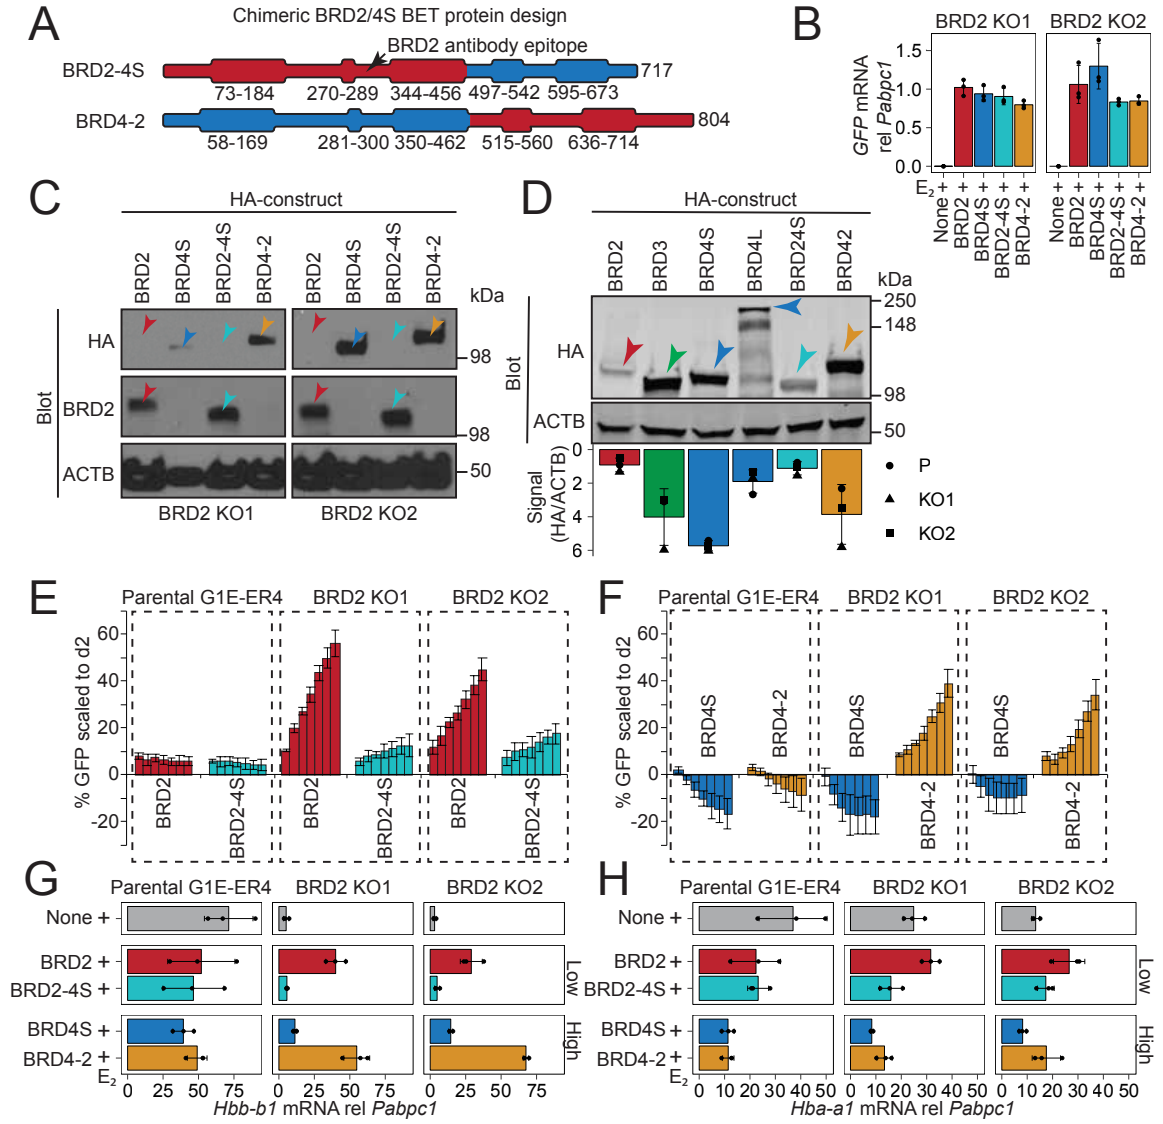 A
Chimeric BRD2/4S BET protein design
BRD2 antibody epitope
BRD2-4S
717
73-184
270-289
344-456
497-542
595-673
BRD4-2
804
58-169
281-300
350-462
515-560
636-714
B
BRD2 KO1
BRD2 KO2
GFP mRNA
rel Pabpc1
1.5
1.0
0.5
0.0
E₂
+ + + + +
+ + + + +
None
BRD2
BRD4S
BRD2-4S
BRD4-2
None
BRD2
BRD4S
BRD2-4S
BRD4-2
C
HA-construct
BRD2
BRD4S
BRD2-4S
BRD4-2
BRD2
BRD4S
BRD2-4S
BRD4-2
kDa
Blot
HA
98
BRD2
98
ACTB
50
BRD2 KO1
BRD2 KO2
D
HA-construct
BRD2
BRD3
BRD4S
BRD4L
BRD24S
BRD42
kDa
Blot
HA
250
148
98
ACTB
50
Signal
(HA/ACTB)
0
2
4
6
P
KO1
KO2
E
Parental G1E-ER4
BRD2 KO1
BRD2 KO2
% GFP scaled to d2
60
40
20
0
-20
BRD2
BRD2-4S
BRD2
BRD2-4S
BRD2
BRD2-4S
F
Parental G1E-ER4
BRD2 KO1
BRD2 KO2
% GFP scaled to d2
60
40
20
0
-20
BRD4S
BRD4-2
BRD4S
BRD4-2
BRD4S
BRD4-2
G
Parental G1E-ER4
BRD2 KO1
BRD2 KO2
None +
BRD2 +
BRD2-4S +
Low
BRD4S +
BRD4-2 +
High
E₂
0 25 50 75
0 25 50 75
0 25 50 75
Hbb-b1 mRNA rel Pabpc1
H
Parental G1E-ER4
BRD2 KO1
BRD2 KO2
None +
BRD2 +
BRD2-4S +
Low
BRD4S +
BRD4-2 +
High
E₂
0 10 20 30 40 50
0 10 20 30 40 50
0 10 20 30 40 50
Hba-a1 mRNA rel Pabpc1